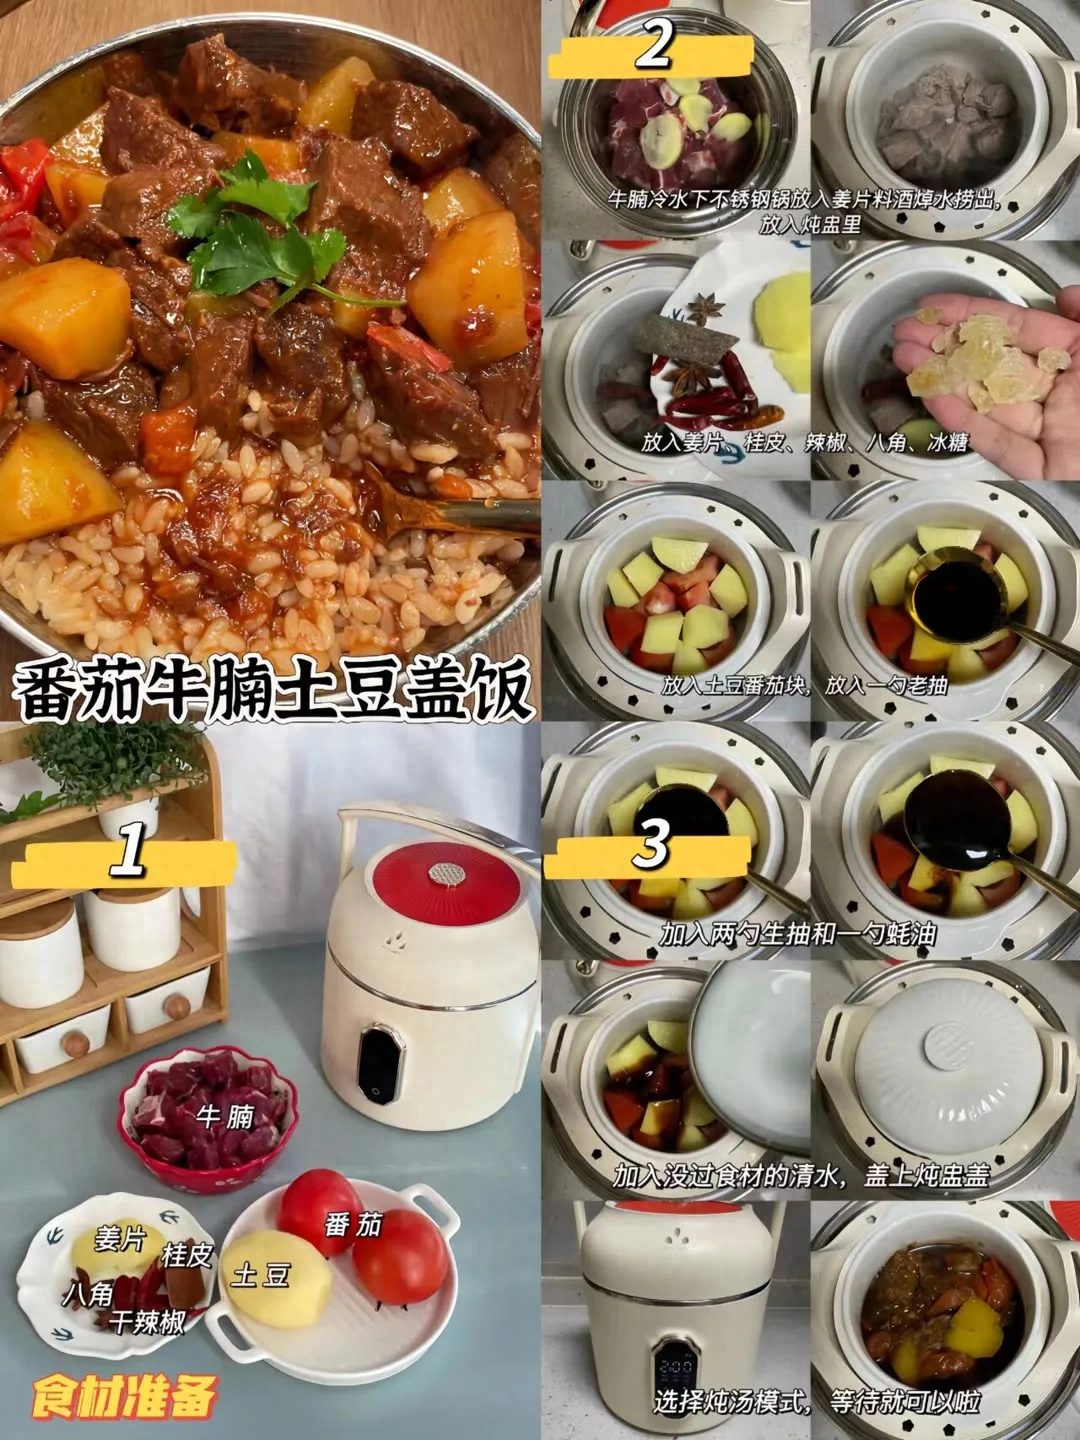 番茄牛腩土豆盖饭
1
牛腩
番茄
土豆
姜片
桂皮
八角
干辣椒
食材准备
2
牛腩冷水下不锈钢锅放入姜片料酒焯水捞出，
放入炖盅里
放入姜片、桂皮、辣椒、八角、冰糖
放入土豆番茄块，放入一勺老抽
3
加入两勺生抽和一勺蚝油
加入没过食材的清水，盖上炖盅盖
2:00
选择炖汤模式，等待就可以啦